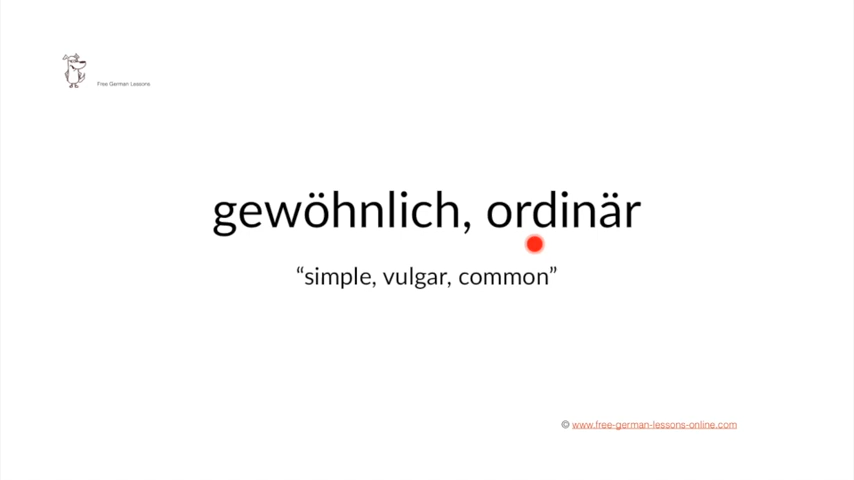 Free German Lessons
gewöhnlich, ordinär
“simple, vulgar, common”
© www.free-german-lessons-online.com